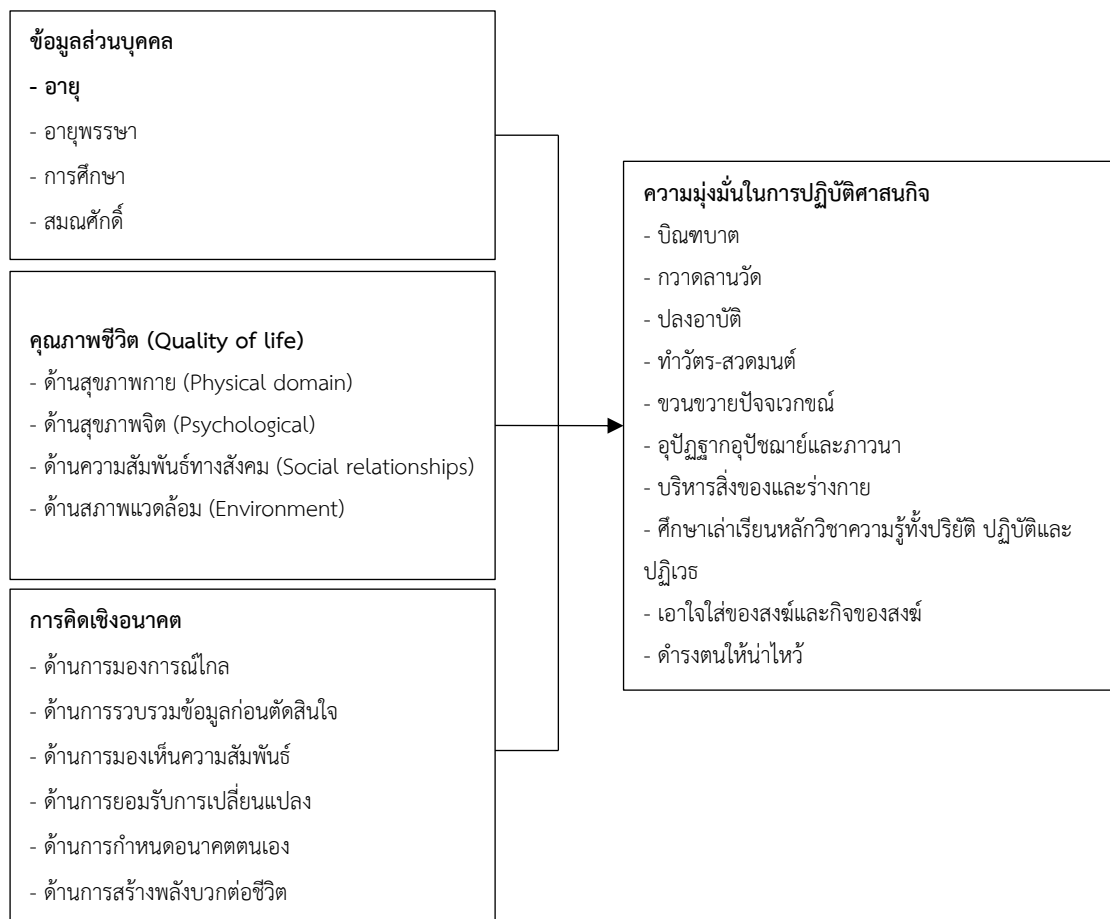 ข้อมูลส่วนบุคคล
- อายุ
- อายุพรรษา
- การศึกษา
- สมณศักดิ์
คุณภาพชีวิต (Quality of life)
- ด้านสุขภาพกาย (Physical domain)
- ด้านสุขภาพจิต (Psychological)
- ด้านความสัมพันธ์ทางสังคม (Social relationships)
- ด้านสภาพแวดล้อม (Environment)
การคิดเชิงอนาคต
- ด้านการมองการณ์ไกล
- ด้านการรวบรวมข้อมูลก่อนตัดสินใจ
- ด้านการมองเห็นความสัมพันธ์
- ด้านการยอมรับการเปลี่ยนแปลง
- ด้านการกำหนดอนาคตตนเอง
- ด้านการสร้างพลังบวกต่อชีวิต
ความมุ่งมั่นในการปฏิบัติศาสนกิจ
- บิณฑบาต
- กวาดลานวัด
- ปลงอาบัติ
- ทำวัตร-สวดมนต์
- ขวนขวายปัจจเวกขณ์
- อุปัฏฐากอุปัชฌาย์และภาวนา
- บริหารสิ่งของและร่างกาย
- ศึกษาเล่าเรียนหลักวิชาความรู้ทั้งปริยัติ ปฏิบัติและ
ปฏิเวธ
- เอาใจใส่ของสงฆ์และกิจของสงฆ์
- ดำรงตนให้น่าไหว้